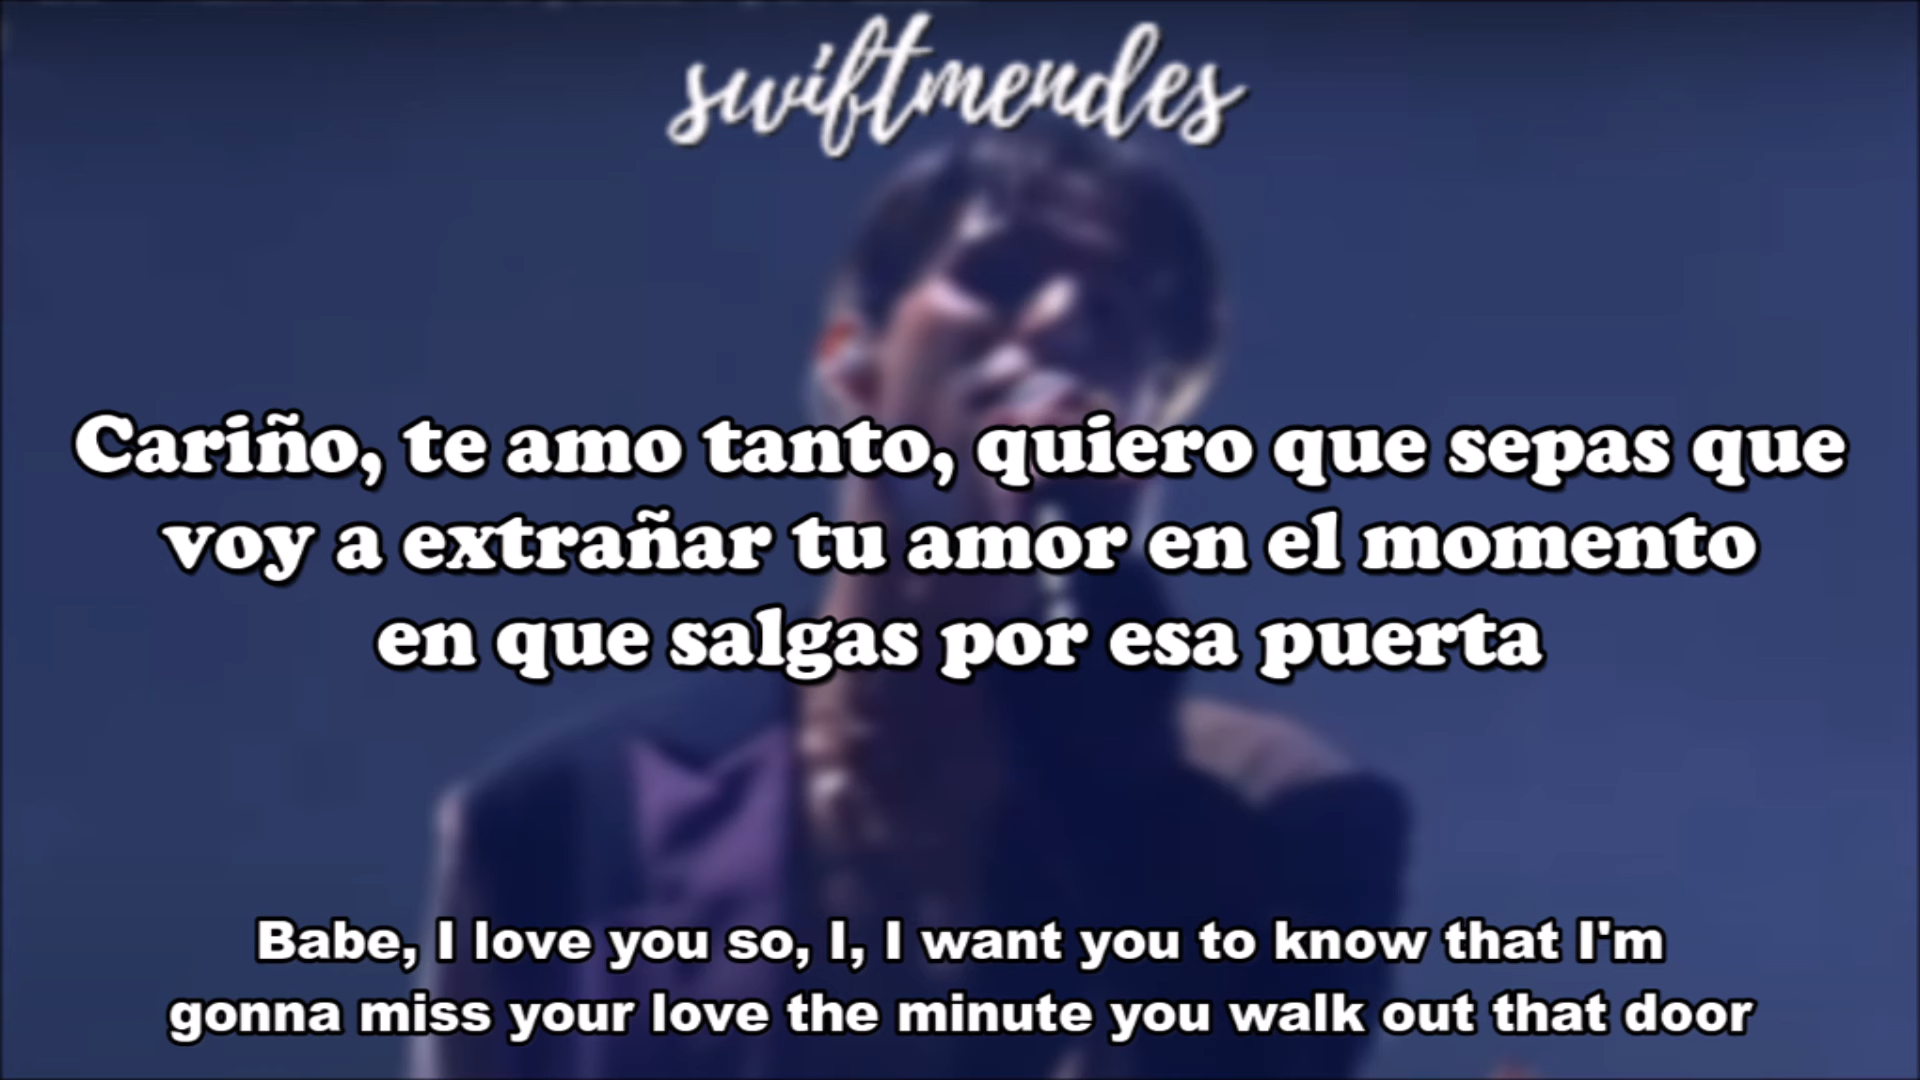 swiftmendes
Cariño, te amo tanto, quiero que sepas que
voy a extrañar tu amor en el momento
en que salgas por esa puerta
Babe, I love you so, I, I want you to know that I'm
gonna miss your love the minute you walk out that door